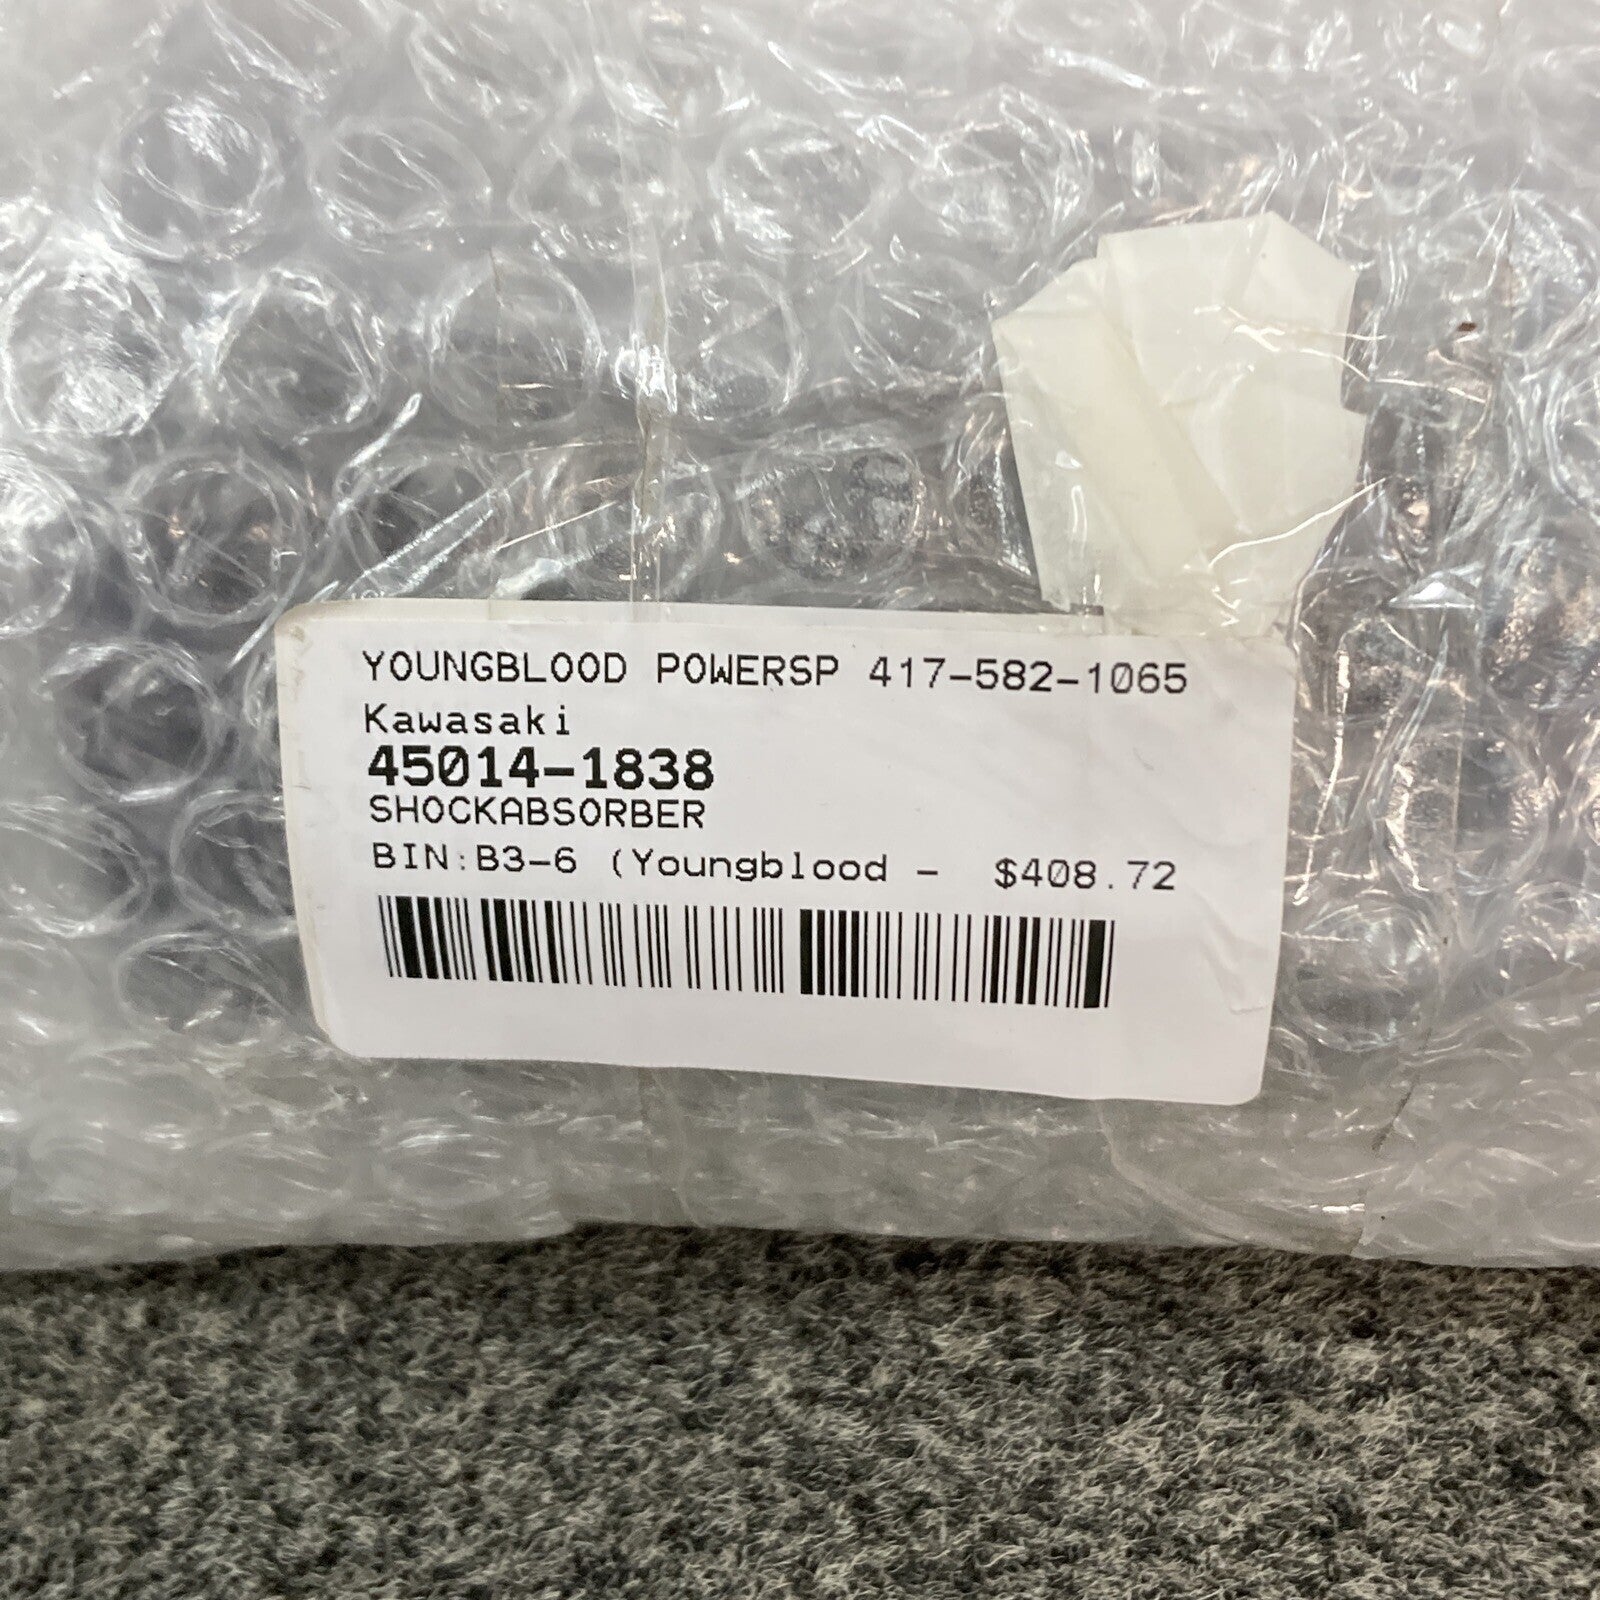 YOUNGBLOOD POWERSP 417-582-1065
Kawasaki
45014-1838
SHOCKABSORBER
BIN:B3-6 (Youngblood - $408.72